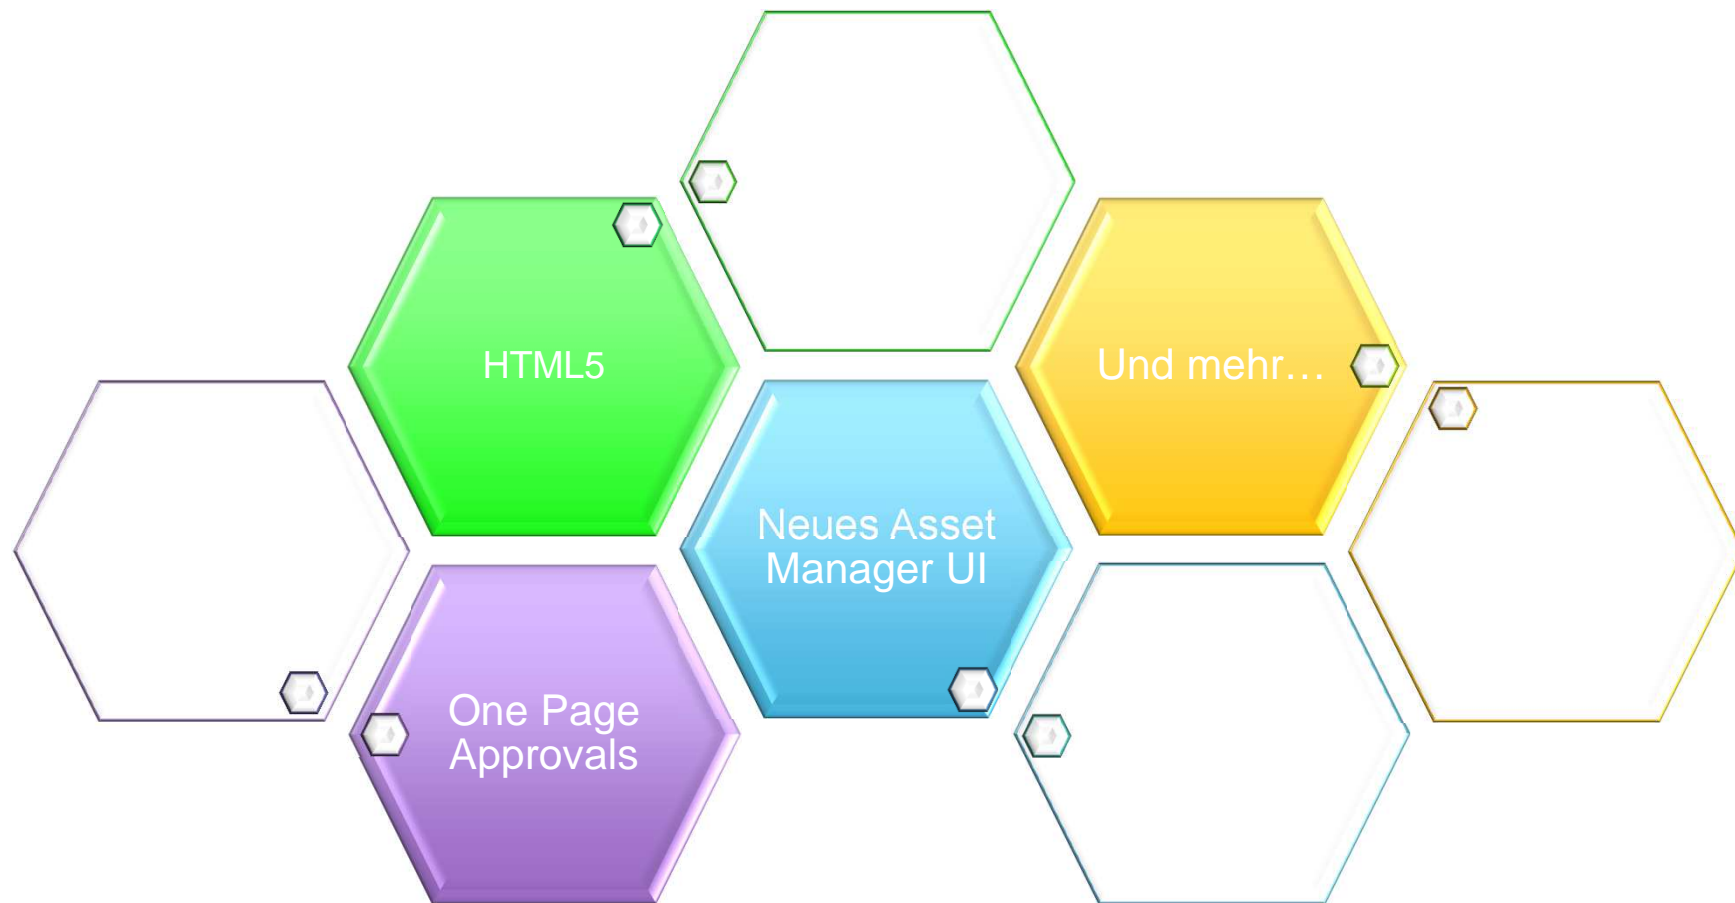 HTML5
Und mehr…
Neues Asset
Manager UI
One Page
Approvals